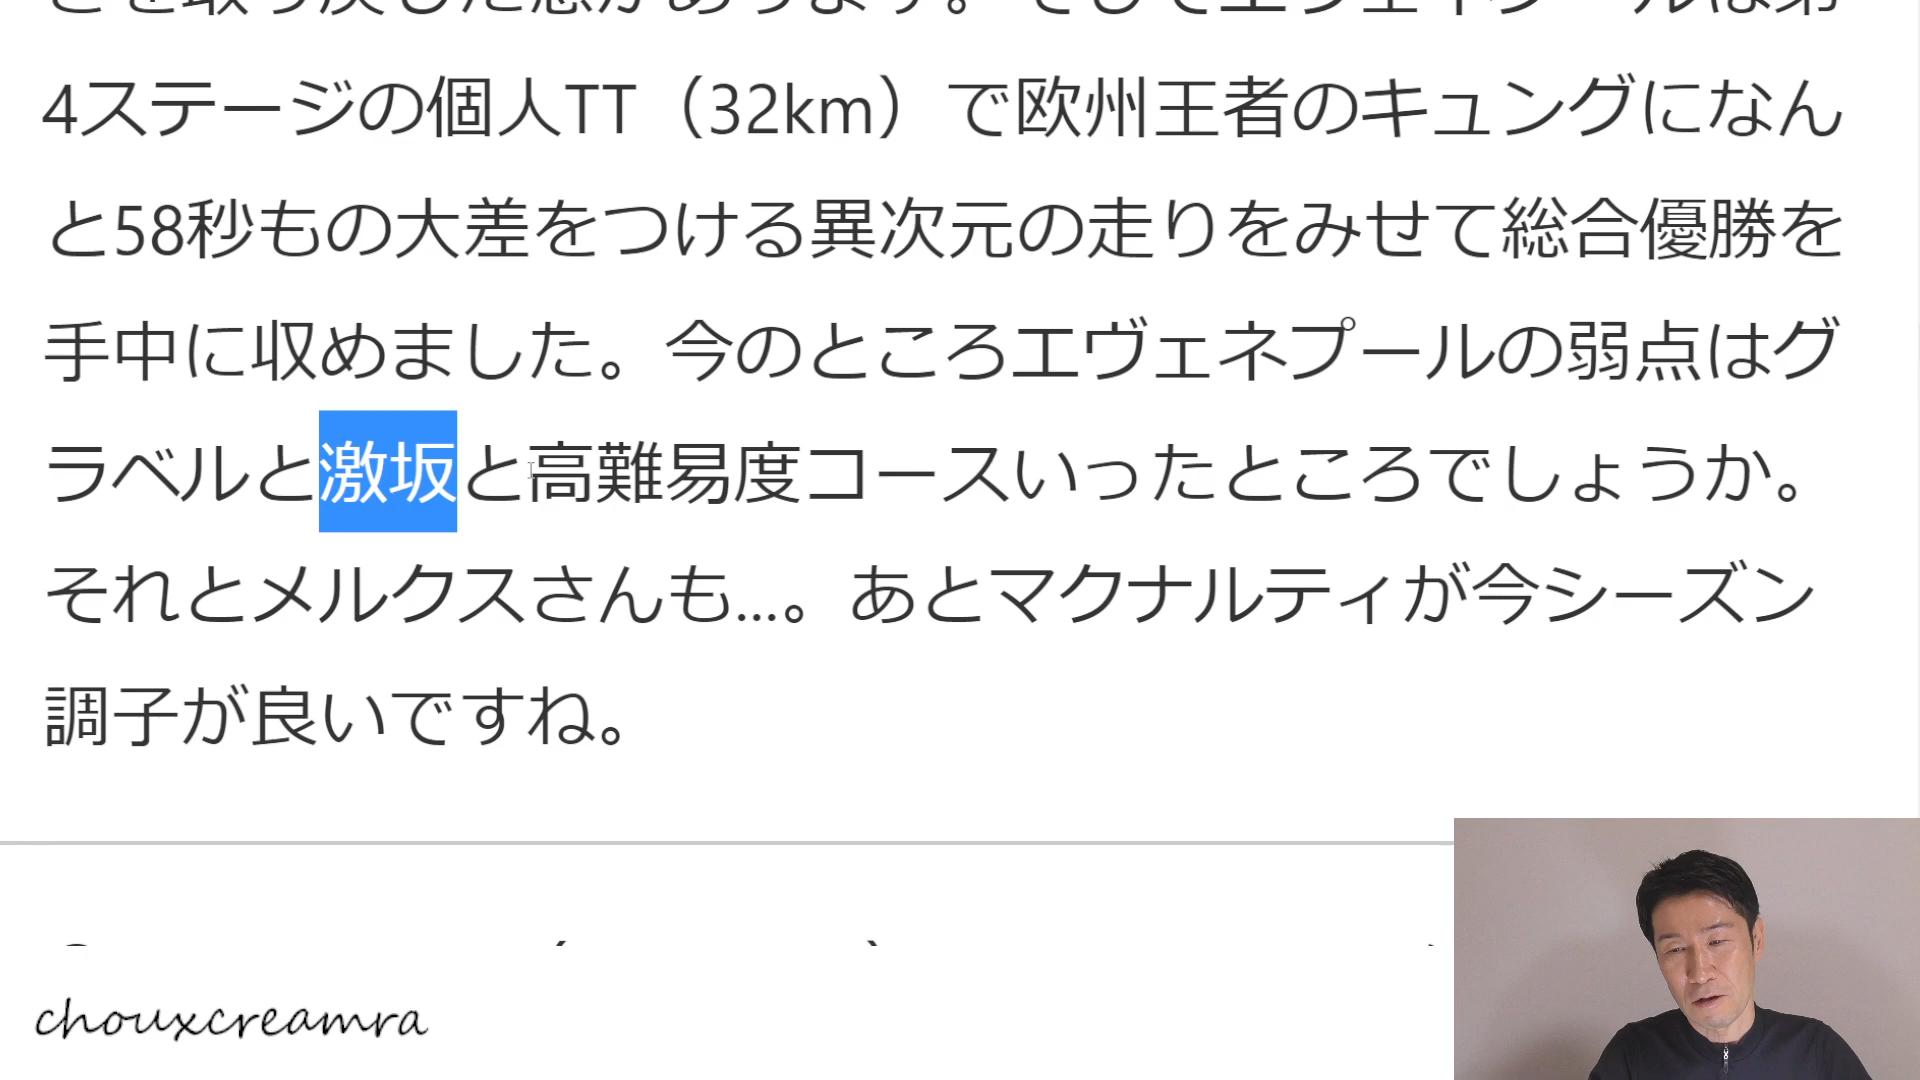 4ステージの個人TT（32km）で欧州王者のキュングになん
と58秒もの大差をつける異次元の走りをみせて総合優勝を
手中に収めました。今のところエヴェネプールの弱点はグ
ラベルと激坂と高難易度コースいったところでしょうか。
それとメルクスさんも...。あとマクナルティが今シーズン
調子が良いですね。
chouxcreamra